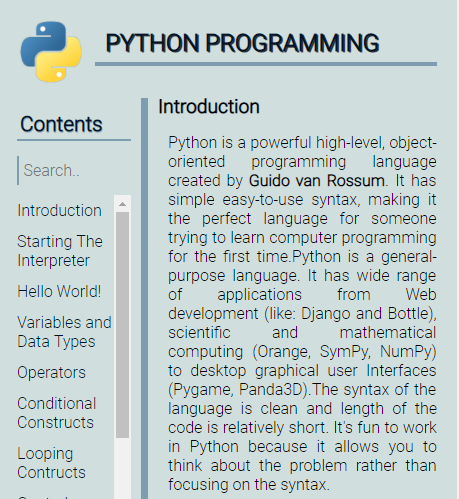 PYTHON PROGRAMMING
Contents
Search..
Introduction
Starting The
Interpreter
Hello World!
Variables and
Data Types
Operators
Conditional
Constructs
Looping
Contructs
Introduction
Python is a powerful high-level, object-
oriented programming language
created by Guido van Rossum. It has
simple easy-to-use syntax, making it
the perfect language for someone
trying to learn computer programming
for the first time.Python is a general-
purpose language. It has wide range
of applications from Web
development (like: Django and Bottle),
scientific and mathematical
computing (Orange, SymPy, NumPy)
to desktop graphical user Interfaces
(Pygame, Panda3D).The syntax of the
language is clean and length of the
code is relatively short. It's fun to work
in Python because it allows you to
think about the problem rather than
focusing on the syntax.